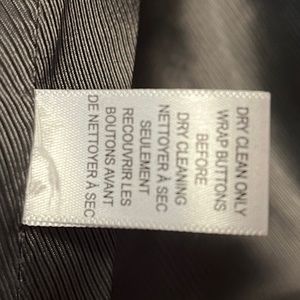 DRY CLEAN ONLY
WRAP BUTTONS
BEFORE
DRY CLEANING
NETTOYER À SEC
SEULEMENT
RECOUVRIR LES
BOUTONS AVANT
DE NETTOYER À SEC